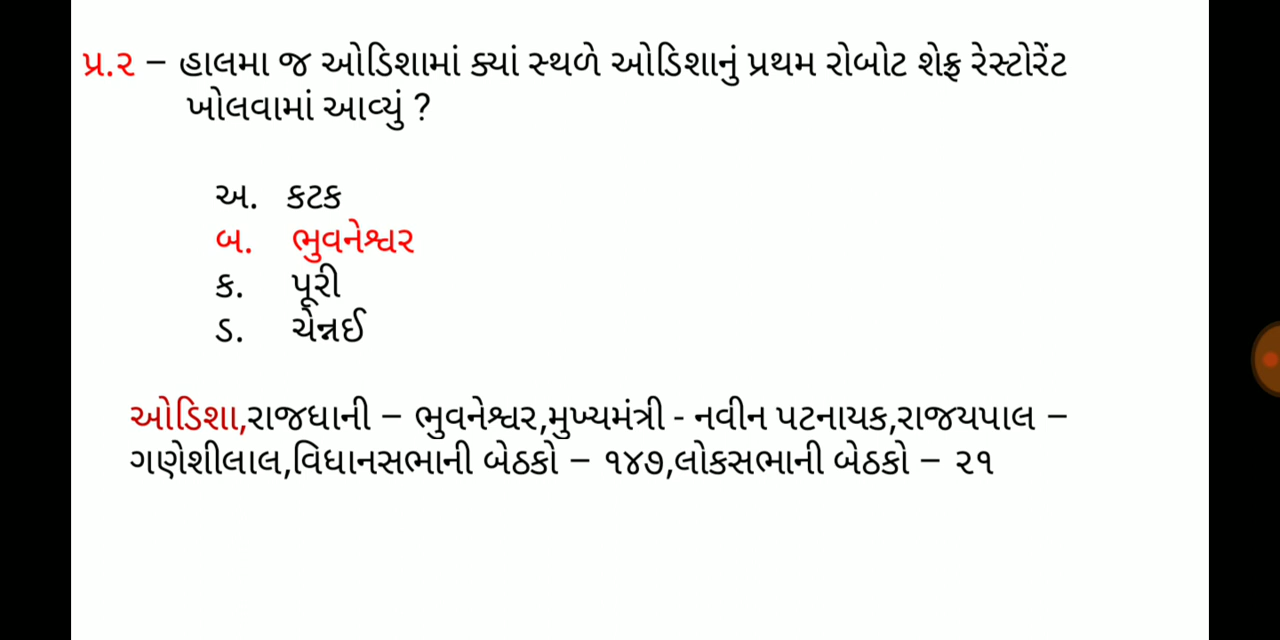 પ્ર.૨ – હાલમા જ ઓડિશામાં ક્યાં સ્થળે ઓડિશાનું પ્રથમ રોબોટ શેફ રેસ્ટોરેંટ
ખોલવામાં આવ્યું ?
અ. કટક
બ. ભુવનેશ્વર
ક. પૂરી
ડ. ચેન્નઈ
ઓડિશા,રાજધાની – ભુવનેશ્વર,મુખ્યમંત્રી - નવીન પટનાયક,રાજયપાલ –
ગણેશીલાલ,વિધાનસભાની બેઠકો – ૧૪૭,લોકસભાની બેઠકો – ૨૧